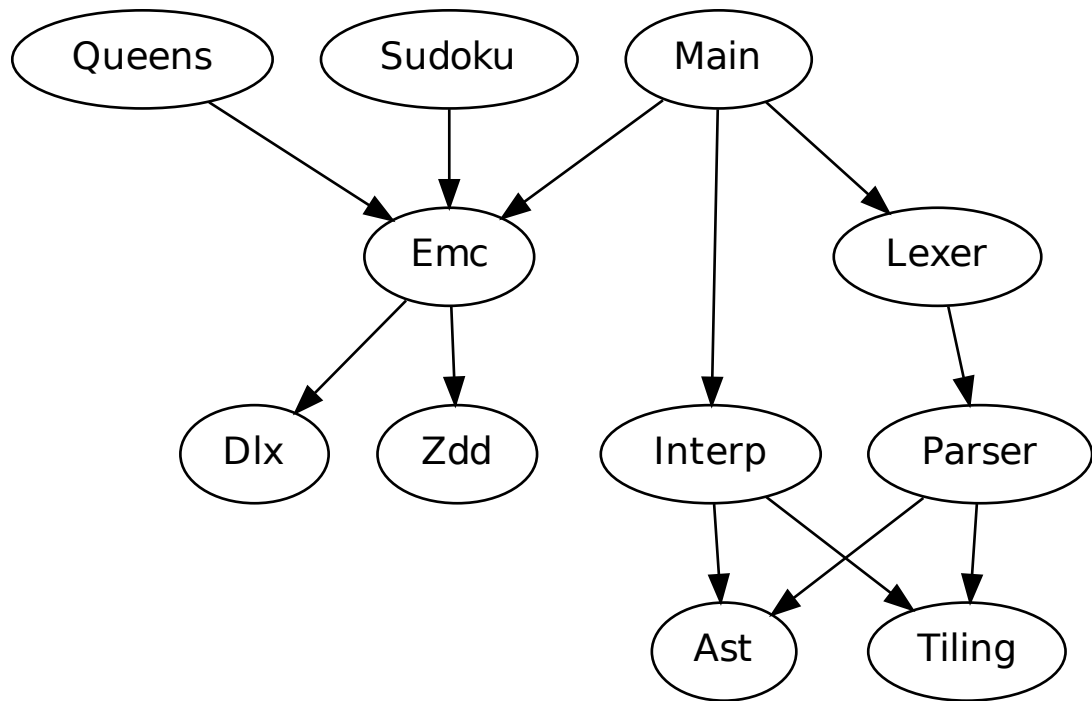 Queens
Sudoku
Main
Emc
Lexer
Dlx
Zdd
Interp
Parser
Ast
Tiling